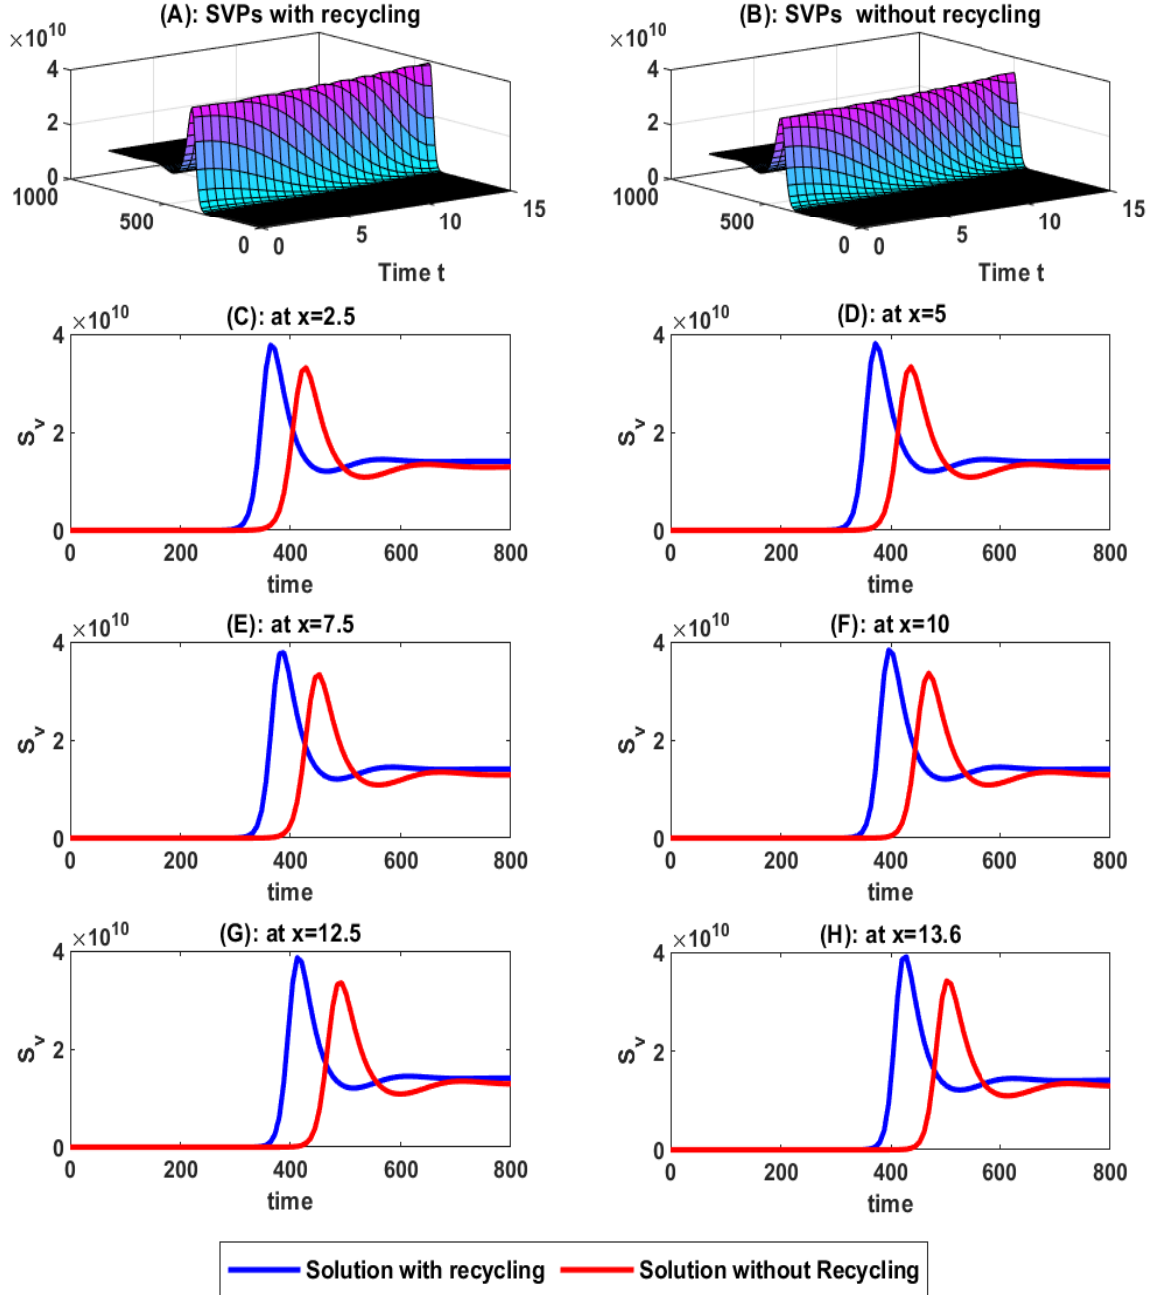 (A): SVPs with recycling
×10^10
4
2
0
1000
500
0
0
5
10
15
Time t
(B): SVPs  without recycling
×10^10
4
2
0
1000
500
0
0
5
10
15
Time t
(C): at x=2.5
×10^10
4
2
0
S_v
0 200 400 600 800
time
(D): at x=5
×10^10
4
2
0
S_v
0 200 400 600 800
time
(E): at x=7.5
×10^10
4
2
0
S_v
0 200 400 600 800
time
(F): at x=10
×10^10
4
2
0
S_v
0 200 400 600 800
time
(G): at x=12.5
×10^10
4
2
0
S_v
0 200 400 600 800
time
(H): at x=13.6
×10^10
4
2
0
S_v
0 200 400 600 800
time
Solution with recycling
Solution without Recycling